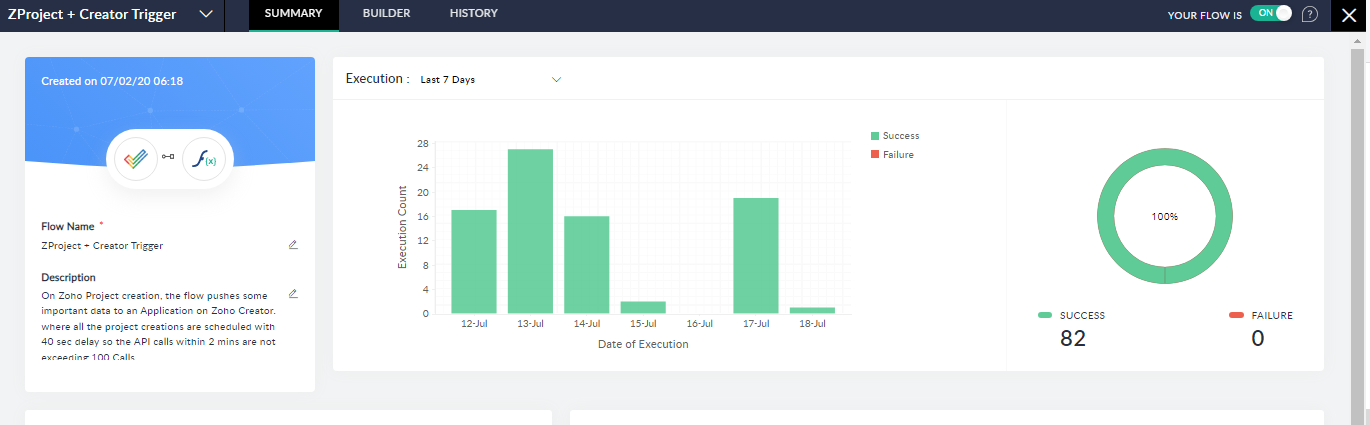 ZProject + Creator Trigger
SUMMARY
BUILDER
HISTORY
YOUR FLOW IS
ON
Created on 07/02/20 06:18
Flow Name *
ZProject + Creator Trigger
Description
On Zoho Project creation, the flow pushes some
important data to an Application on Zoho Creator.
where all the project creations are scheduled with
40 sec delay so the API calls within 2 mins are not
exceeding 100 Calls
Execution :
Last 7 Days
Success
Failure
Execution Count
28
24
20
16
12
8
4
0
12-Jul
13-Jul
14-Jul
15-Jul
16-Jul
17-Jul
18-Jul
Date of Execution
100%
SUCCESS
82
FAILURE
0